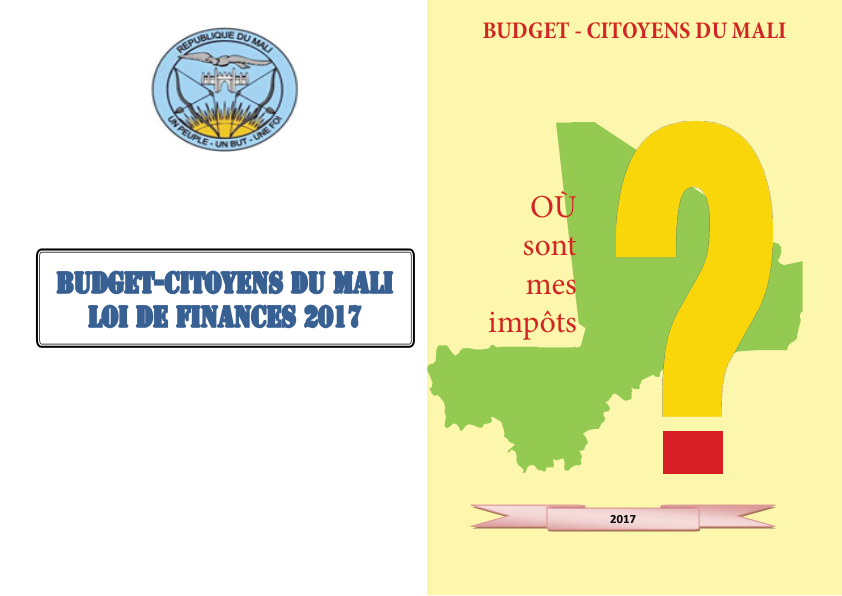 REPUBLIQUE DU MALI
UN PEUPLE - UN BUT - UNE FOI
BUDGET-CITOYENS DU MALI
LOI DE FINANCES 2017
BUDGET - CITOYENS DU MALI
OÙ
sont
mes
impôts
?
2017